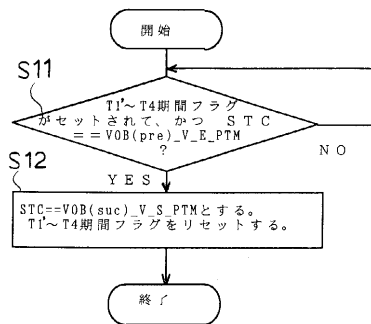 開始
S11
T1'~T4期間フラグ
がセットされて、かつ STC
==VOB(pre)_V_E_PTM
?
NO
YES
S12
STC==VOB(suc)_V_S_PTMとする。
T1'~T4期間フラグをリセットする。
終了